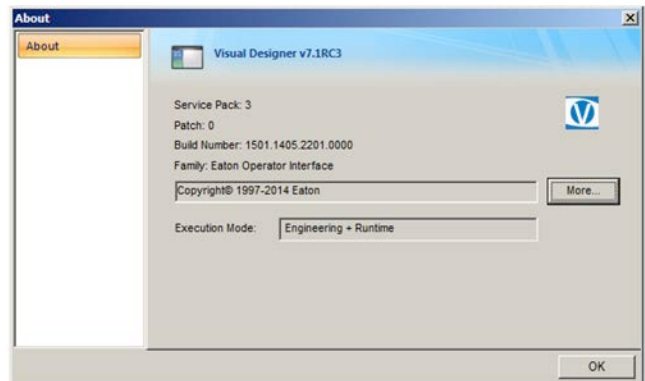 About
About
Visual Designer v7.1RC3
Service Pack: 3
Patch: 0
Build Number: 1501.1405.2201.0000
Family: Eaton Operator Interface
Copyright© 1997-2014 Eaton
More...
Execution Mode: Engineering + Runtime
OK